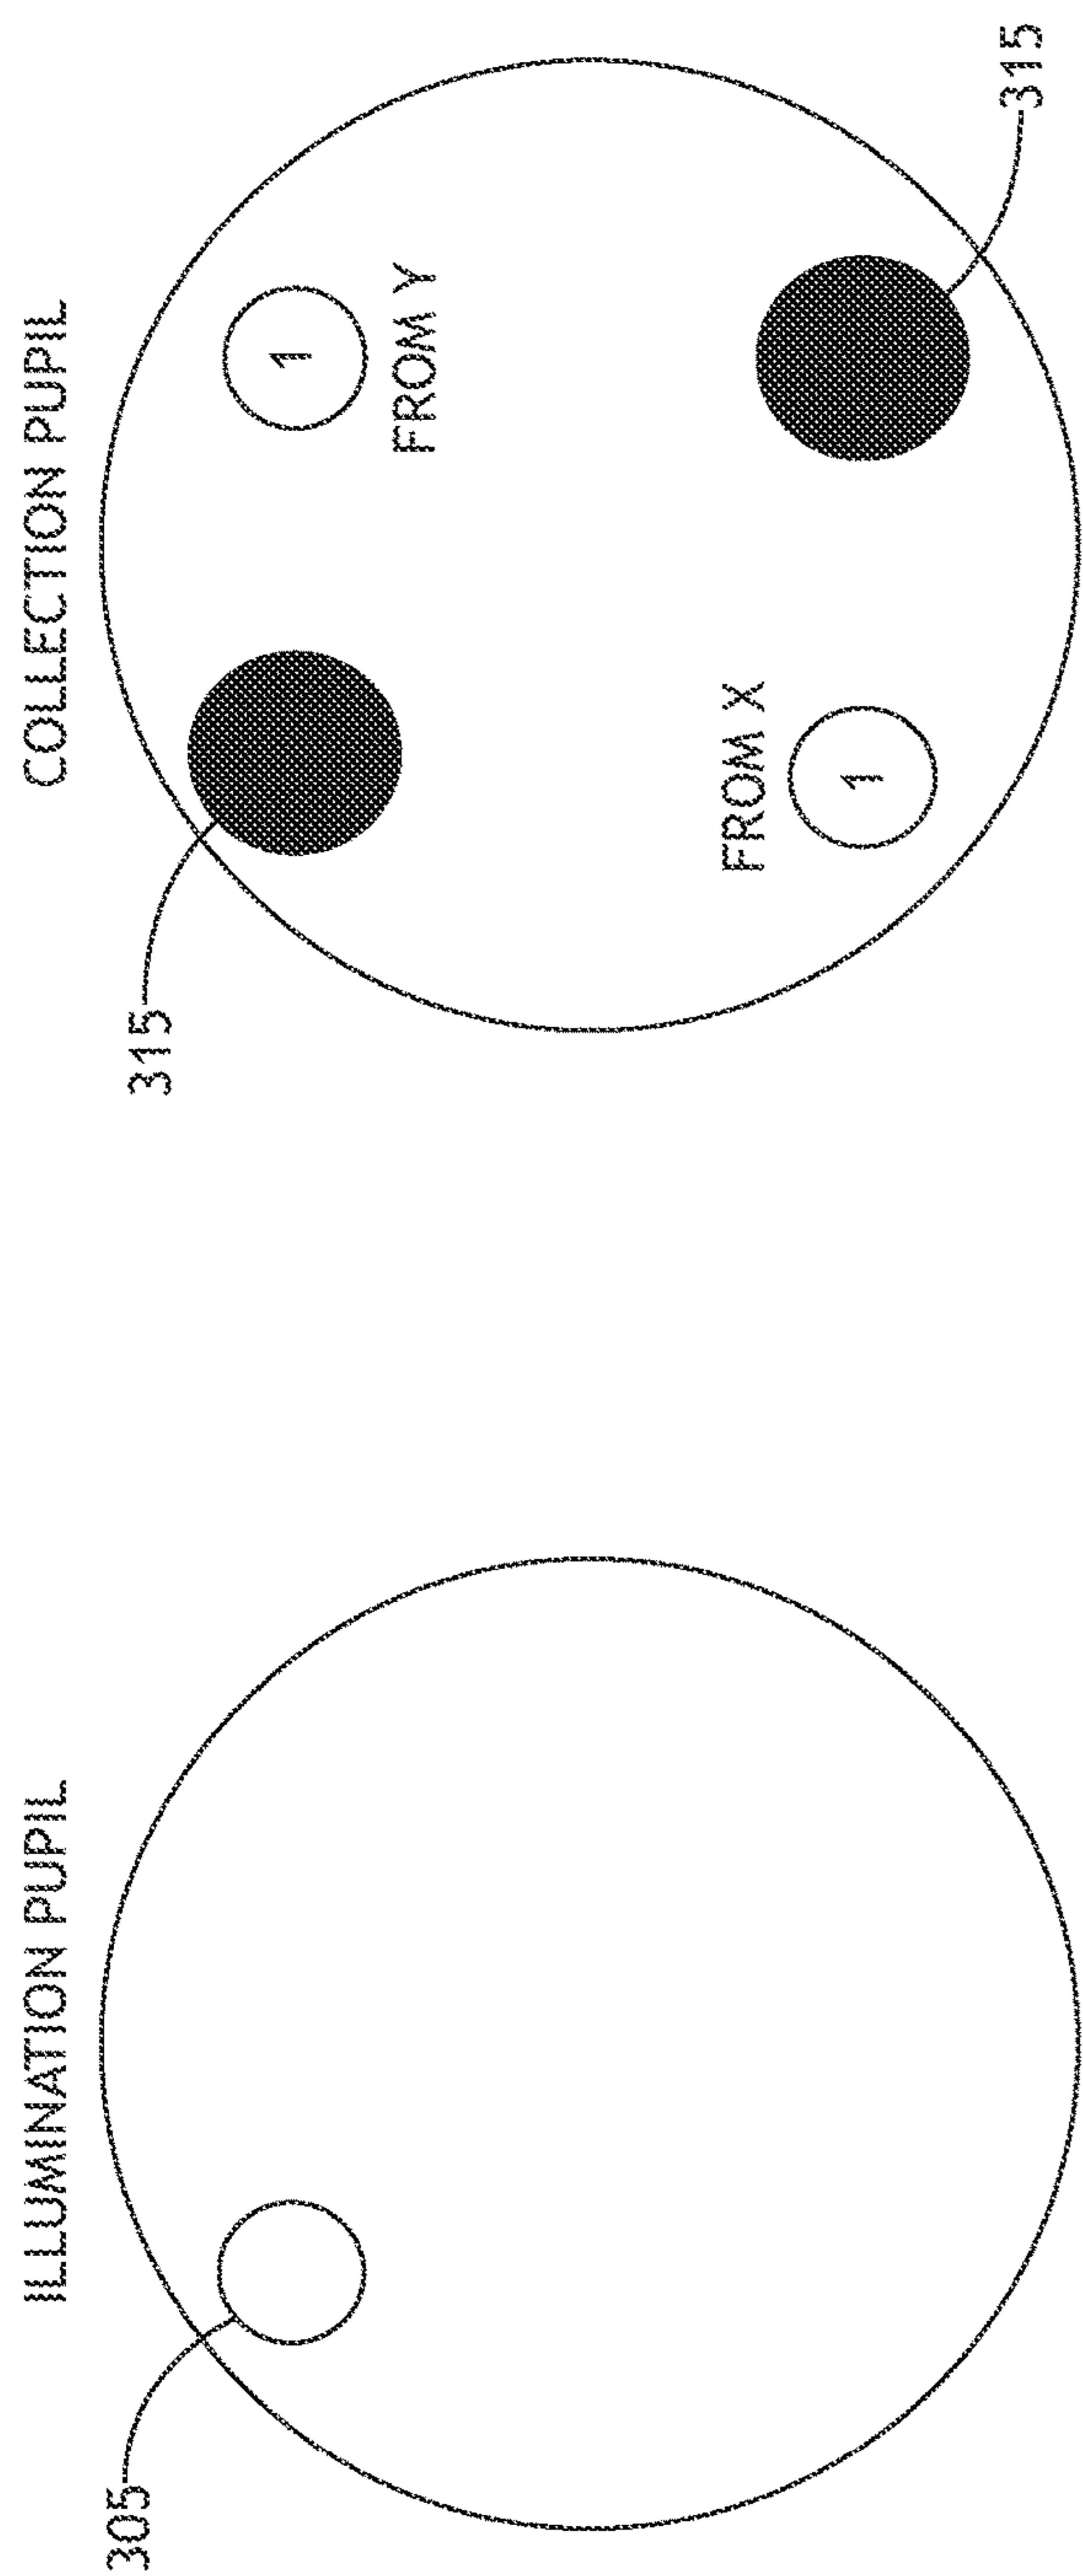 ILLUMINATION PUPIL
305
COLLECTION PUPIL
315
1
FROM Y
FROM X
1
315